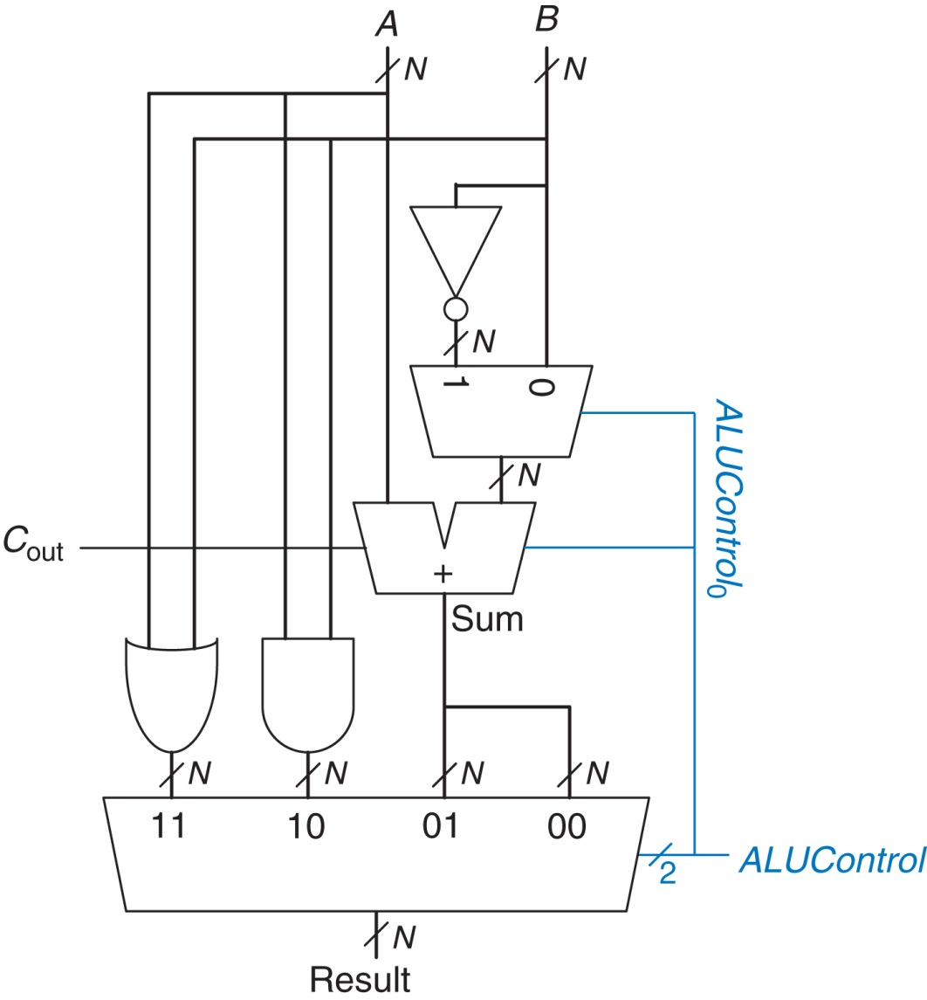 A B
N N
N
1 0
N
ALUControl0
Cout
+
Sum
N N N N
11 10 01 00
2
ALUControl
N
Result